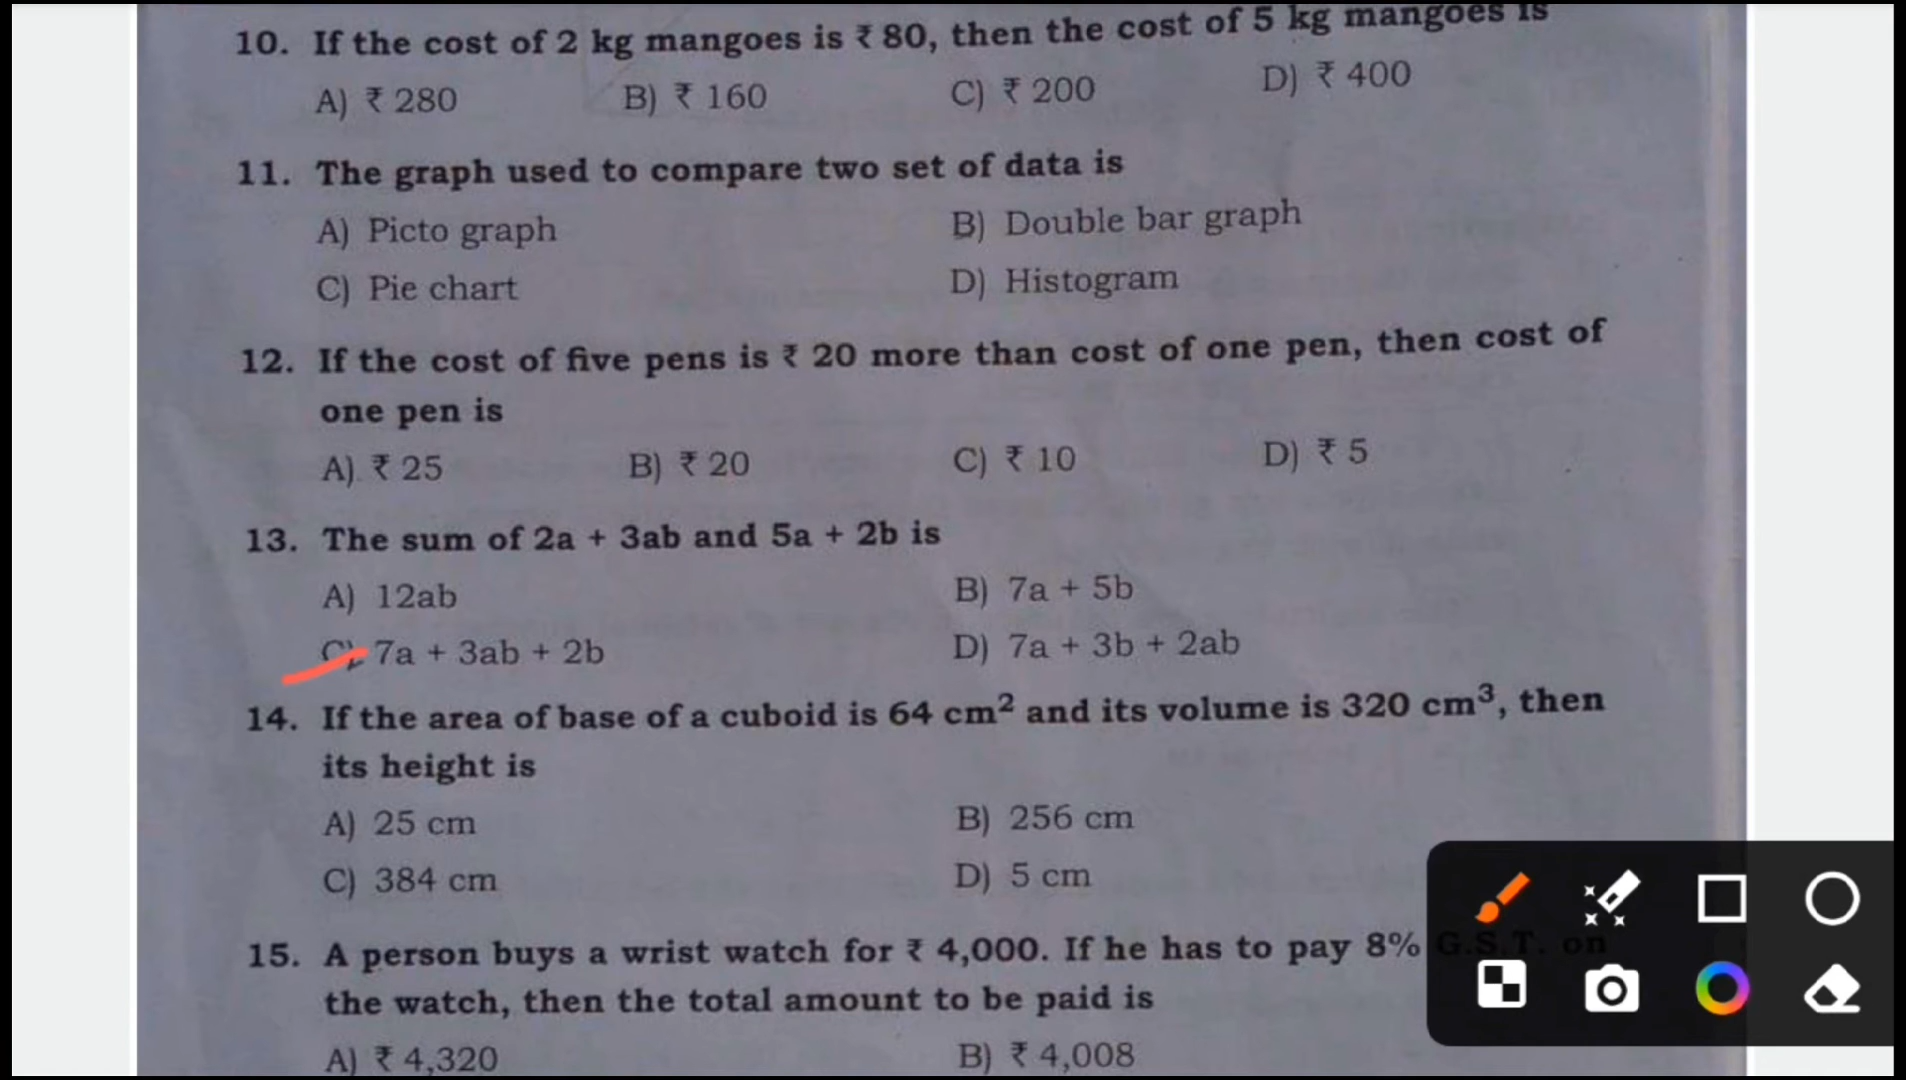 10. If the cost of 2 kg mangoes is ₹ 80, then the cost of 5 kg mangoes is
A) ₹ 280 B) ₹ 160 C) ₹ 200 D) ₹ 400
11. The graph used to compare two set of data is
A) Picto graph B) Double bar graph
C) Pie chart D) Histogram
12. If the cost of five pens is ₹ 20 more than cost of one pen, then cost of
one pen is
A) ₹ 25 B) ₹ 20 C) ₹ 10 D) ₹ 5
13. The sum of 2a + 3ab and 5a + 2b is
A) 12ab B) 7a + 5b
C) 7a + 3ab + 2b D) 7a + 3b + 2ab
14. If the area of base of a cuboid is 64 cm² and its volume is 320 cm³, then
its height is
A) 25 cm B) 256 cm
C) 384 cm D) 5 cm
15. A person buys a wrist watch for ₹ 4,000. If he has to pay 8% G.S.T. on
the watch, then the total amount to be paid is
A) ₹ 4,320 B) ₹ 4,008